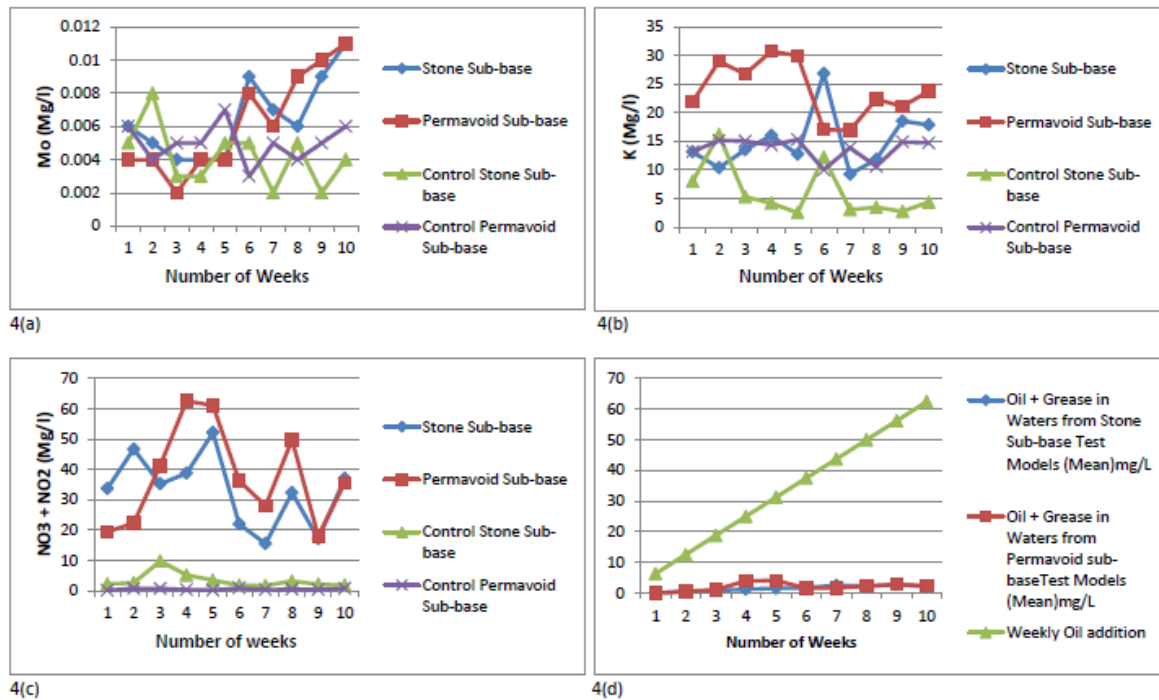 0.012
0.01
0.008
0.006
0.004
0.002
0
Mo (Mg/l)
1 2 3 4 5 6 7 8 9 10
Number of Weeks
Stone Sub-base
Permavoid Sub-base
Control Stone Sub-
base
Control Permavoid
Sub-base
4(a)
35
30
25
20
15
10
5
0
K (Mg/l)
1 2 3 4 5 6 7 8 9 10
Number of Weeks
Stone Sub-base
Permavoid Sub-base
Control Stone Sub-
base
Control Permavoid
Sub-base
4(b)
70
60
50
40
30
20
10
0
NO3 + NO2 (Mg/l)
1 2 3 4 5 6 7 8 9 10
Number of weeks
Stone Sub-base
Permavoid Sub-base
Control Stone Sub-
base
Control Permavoid
Sub-base
4(c)
70
60
50
40
30
20
10
0
1 2 3 4 5 6 7 8 9 10
Number of Weeks
Oil + Grease in
Waters from Stone
Sub-base Test
Models (Mean)mg/L
Oil + Grease in
Waters from
Permavoid sub-
baseTest Models
(Mean)mg/L
Weekly Oil addition
4(d)